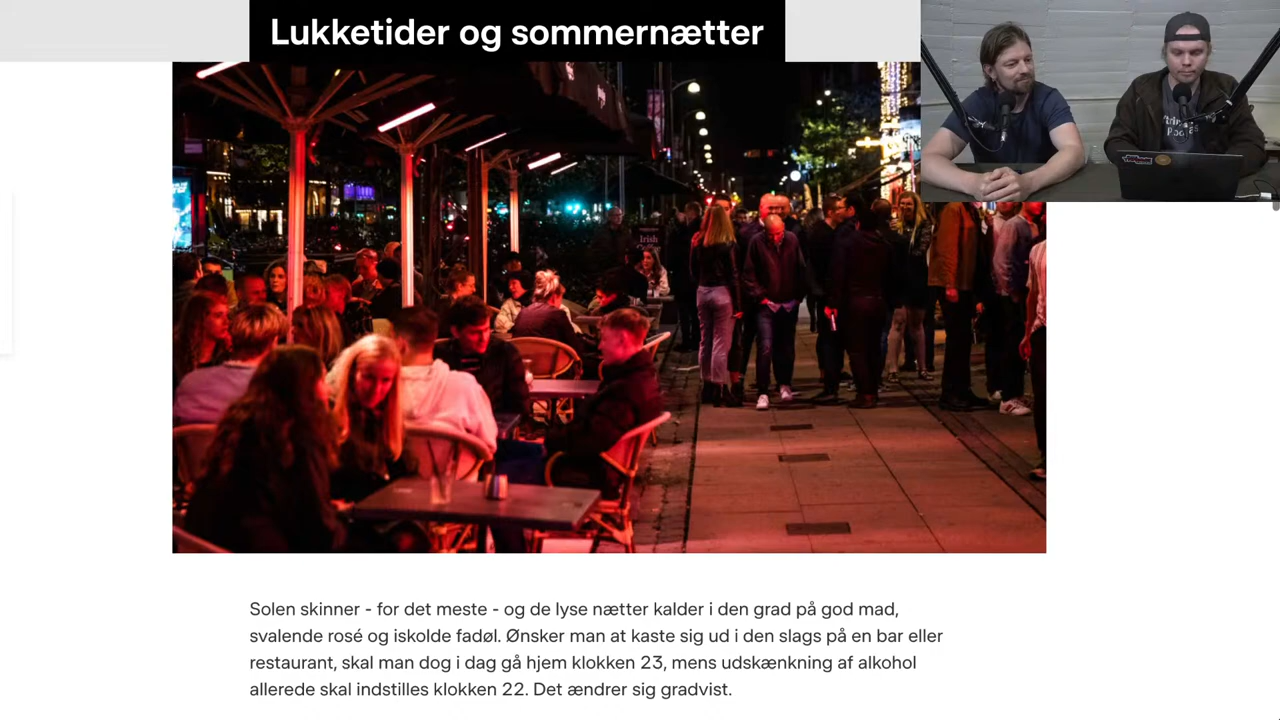 Lukketider og sommernætter
Irish
Solen skinner - for det meste - og de lyse nætter kalder i den grad på god mad,
svalende rosé og iskolde fadøl. Ønsker man at kaste sig ud i den slags på en bar eller
restaurant, skal man dog i dag gå hjem klokken 23, mens udskænkning af alkohol
allerede skal indstilles klokken 22. Det ændrer sig gradvist.